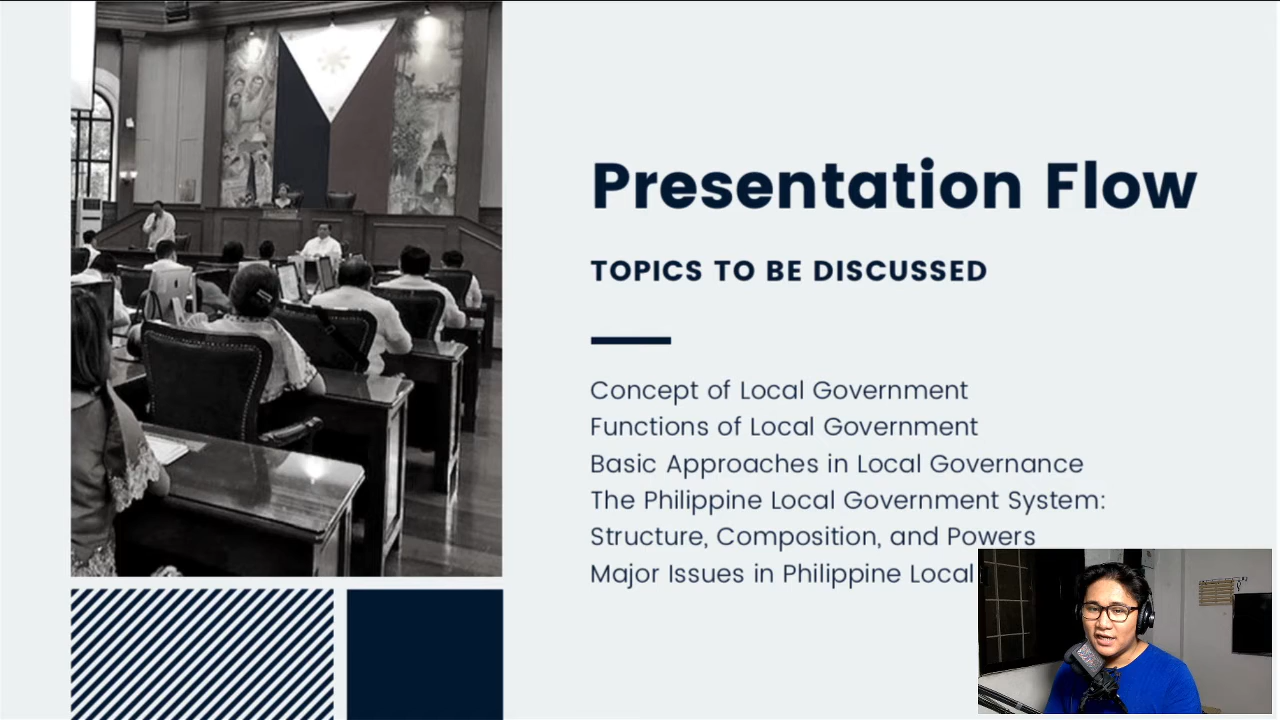 Presentation Flow
TOPICS TO BE DISCUSSED
Concept of Local Government
Functions of Local Government
Basic Approaches in Local Governance
The Philippine Local Government System:
Structure, Composition, and Powers
Major Issues in Philippine Local